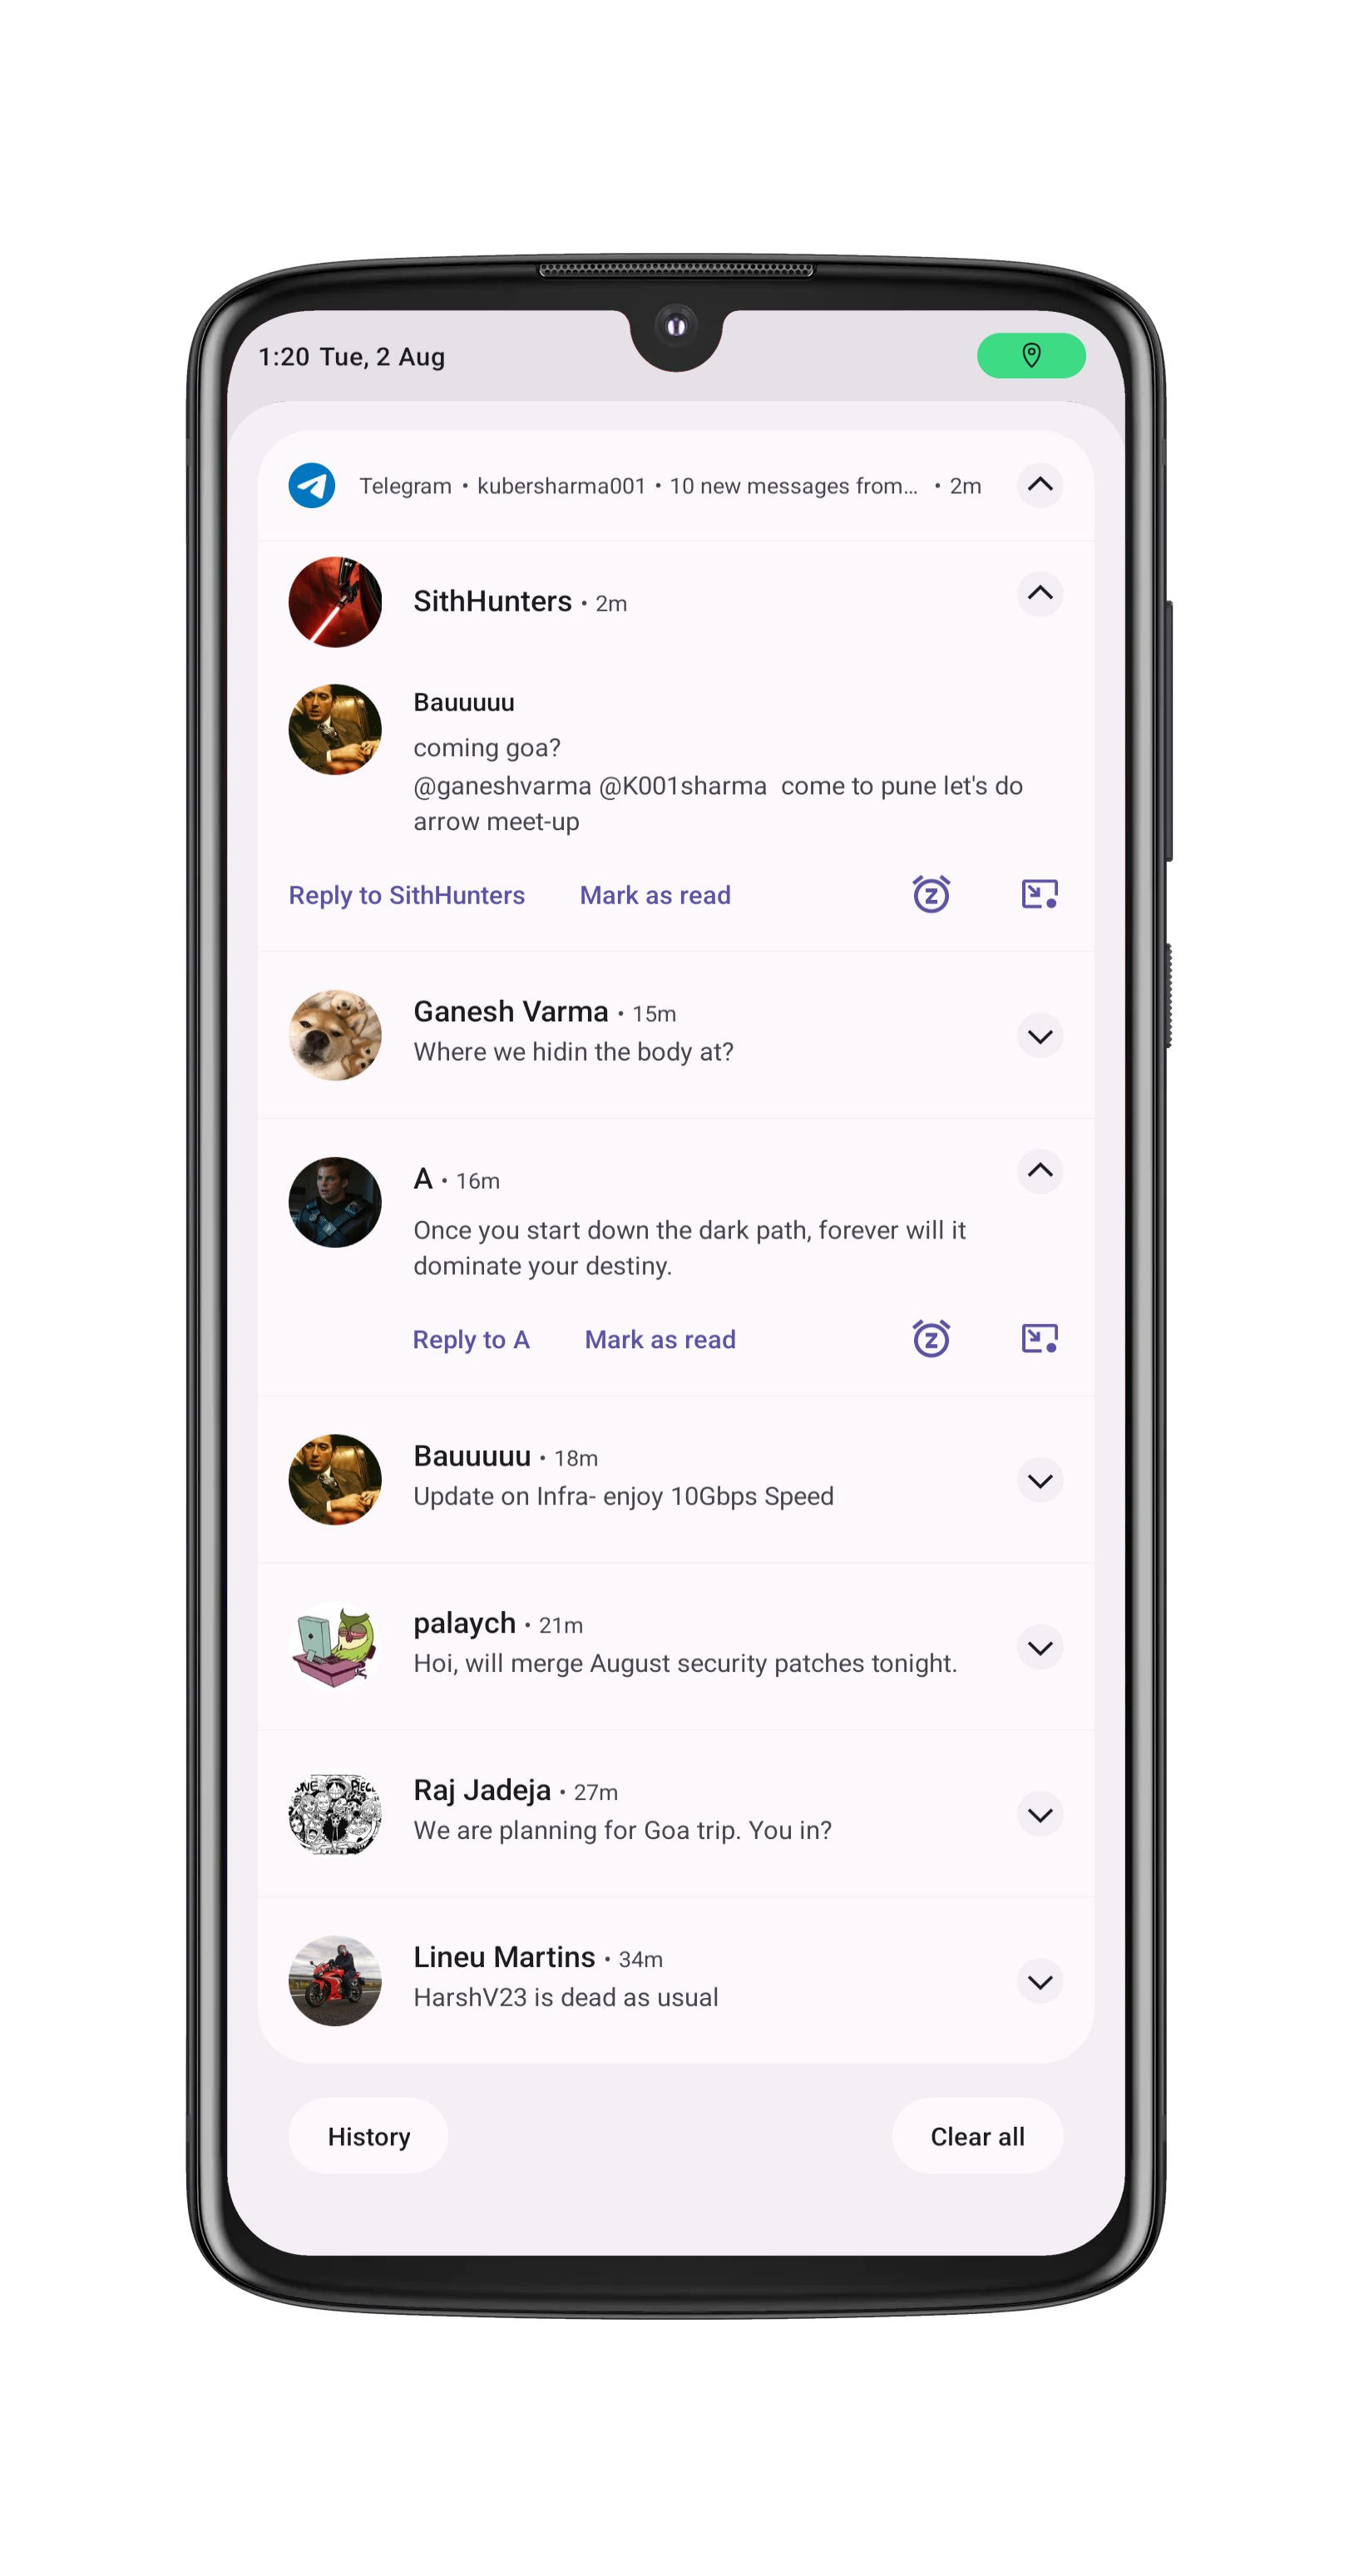 1:20 Tue, 2 Aug
Telegram • kubersharma001 • 10 new messages from... • 2m
SithHunters • 2m
Bauuuuu
coming goa?
@ganeshvarma @K001sharma  come to pune let's do
arrow meet-up
Reply to SithHunters Mark as read
Ganesh Varma • 15m
Where we hidin the body at?
A • 16m
Once you start down the dark path, forever will it
dominate your destiny.
Reply to A Mark as read
Bauuuuu • 18m
Update on Infra- enjoy 10Gbps Speed
palaych • 21m
Hoi, will merge August security patches tonight.
Raj Jadeja • 27m
We are planning for Goa trip. You in?
Lineu Martins • 34m
HarshV23 is dead as usual
History Clear all